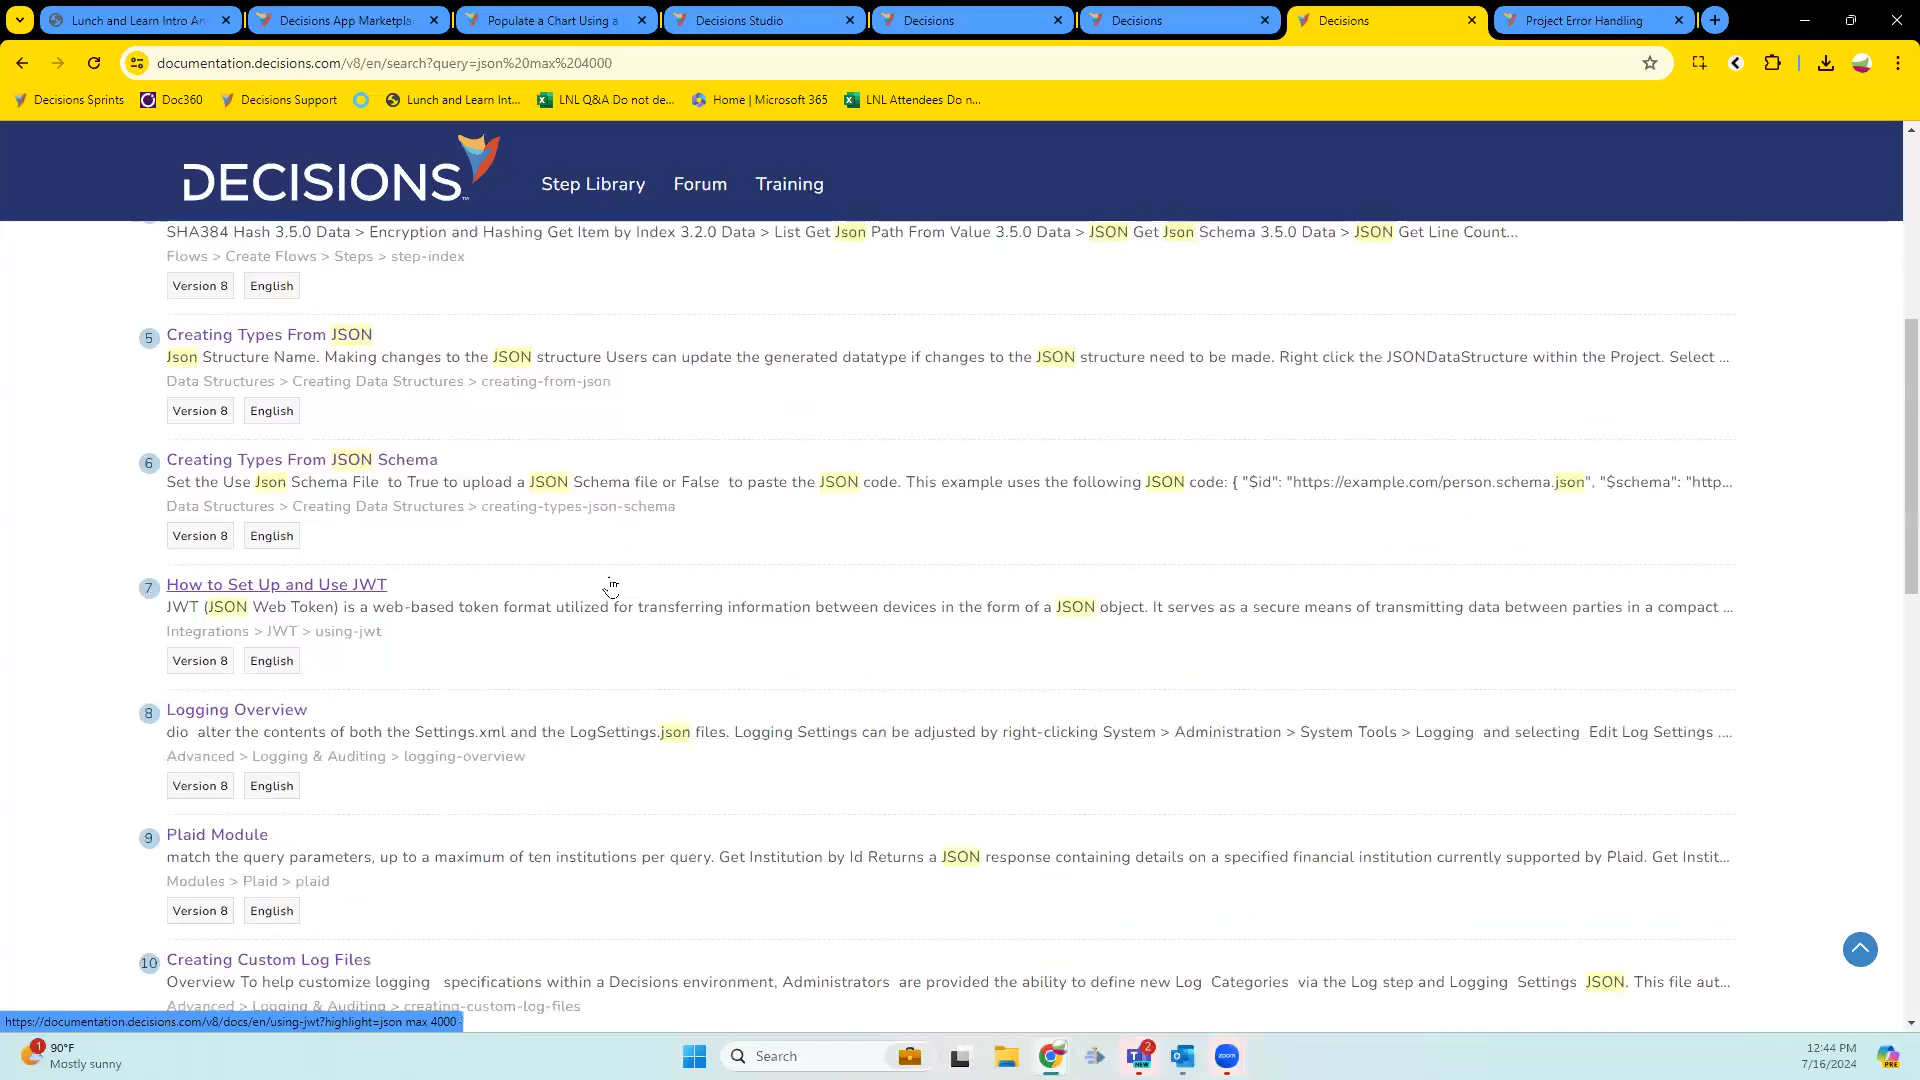 Lunch and Learn Intro An
Decisions App Marketpla
Populate a Chart Using a
Decisions Studio
Decisions
Decisions
Decisions
Project Error Handling
documentation.decisions.com/v8/en/search?query=json%20max%204000
Decisions Sprints
Doc360
Decisions Support
Lunch and Learn Int...
LNL Q&A Do not de...
Home | Microsoft 365
LNL Attendees Do n...
DECISIONS
Step Library
Forum
Training
SHA384 Hash 3.5.0 Data > Encryption and Hashing Get Item by Index 3.2.0 Data > List Get Json Path From Value 3.5.0 Data > JSON Get Json Schema 3.5.0 Data > JSON Get Line Count...
Flows > Create Flows > Steps > step-index
Version 8 English
5 Creating Types From JSON
Json Structure Name. Making changes to the JSON structure Users can update the generated datatype if changes to the JSON structure need to be made. Right click the JSONDataStructure within the Project. Select ...
Data Structures > Creating Data Structures > creating-from-json
Version 8 English
6 Creating Types From JSON Schema
Set the Use Json Schema File to True to upload a JSON Schema file or False to paste the JSON code. This example uses the following JSON code: { "$id": "https://example.com/person.schema.json", "$schema": "http...
Data Structures > Creating Data Structures > creating-types-json-schema
Version 8 English
7 How to Set Up and Use JWT
JWT (JSON Web Token) is a web-based token format utilized for transferring information between devices in the form of a JSON object. It serves as a secure means of transmitting data between parties in a compact ...
Integrations > JWT > using-jwt
Version 8 English
8 Logging Overview
dio alter the contents of both the Settings.xml and the LogSettings.json files. Logging Settings can be adjusted by right-clicking System > Administration > System Tools > Logging and selecting Edit Log Settings ....
Advanced > Logging & Auditing > logging-overview
Version 8 English
9 Plaid Module
match the query parameters, up to a maximum of ten institutions per query. Get Institution by Id Returns a JSON response containing details on a specified financial institution currently supported by Plaid. Get Instit...
Modules > Plaid > plaid
Version 8 English
10 Creating Custom Log Files
Overview To help customize logging specifications within a Decisions environment, Administrators are provided the ability to define new Log Categories via the Log step and Logging Settings JSON. This file aut...
Advanced > Logging & Auditing > creating-custom-log-files
https://documentation.decisions.com/v8/docs/en/using-jwt?highlight=json max 4000
1
90°F
Mostly sunny
Search
2
NEW
zoom
12:44 PM
7/16/2024
PRE